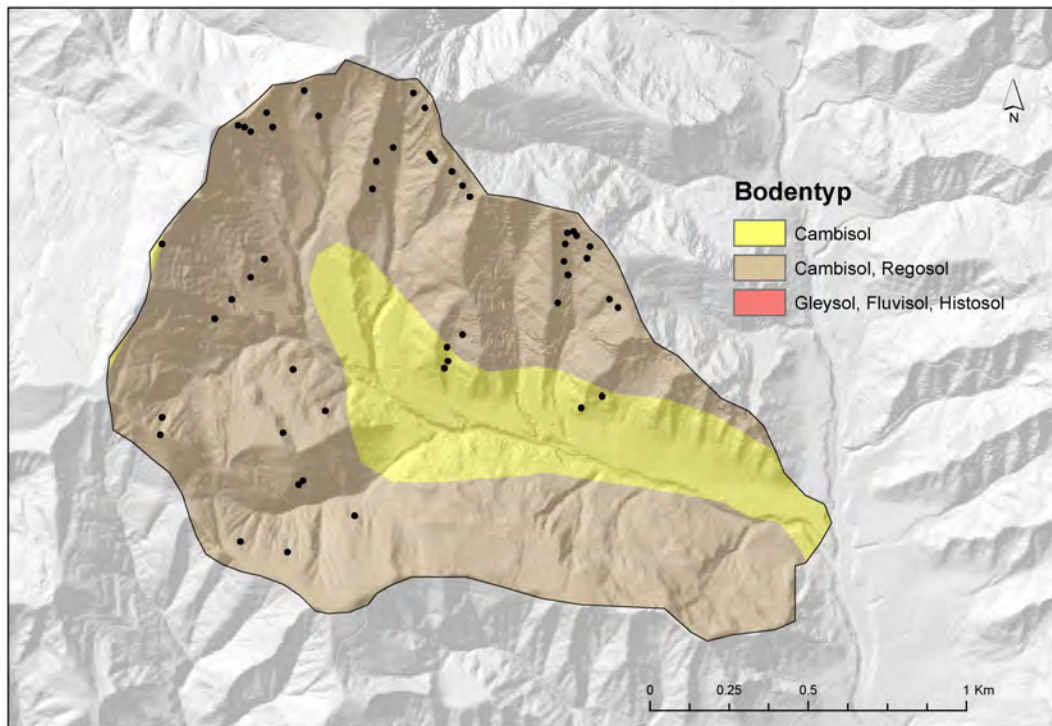 N
Bodentyp
Cambisol
Cambisol, Regosol
Gleysol, Fluvisol, Histosol
0 0.25 0.5 1 Km